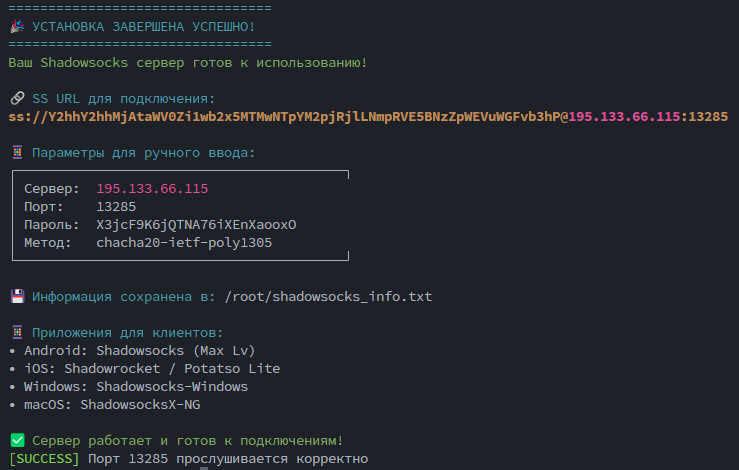 =================================
🎉 УСТАНОВКА ЗАВЕРШЕНА УСПЕШНО!
=================================
Ваш Shadowsocks сервер готов к использованию!
🔗 SS URL для подключения:
ss://Y2hhY2hhMjAtaWV0Zi1wb2x5MTMwNTpYM2pjRjlLNmpRVE5BNzZpWEVuWGFvb3hP@195.133.66.115:13285
📱 Параметры для ручного ввода:
Сервер: 195.133.66.115
Порт: 13285
Пароль: X3jcF9K6jQTNA76iXEnXaooxO
Метод: chacha20-ietf-poly1305
💾 Информация сохранена в: /root/shadowsocks_info.txt
📱 Приложения для клиентов:
• Android: Shadowsocks (Max Lv)
• iOS: Shadowrocket / Potatso Lite
• Windows: Shadowsocks-Windows
• macOS: ShadowsocksX-NG
✅ Сервер работает и готов к подключениям!
[SUCCESS] Порт 13285 прослушивается корректно